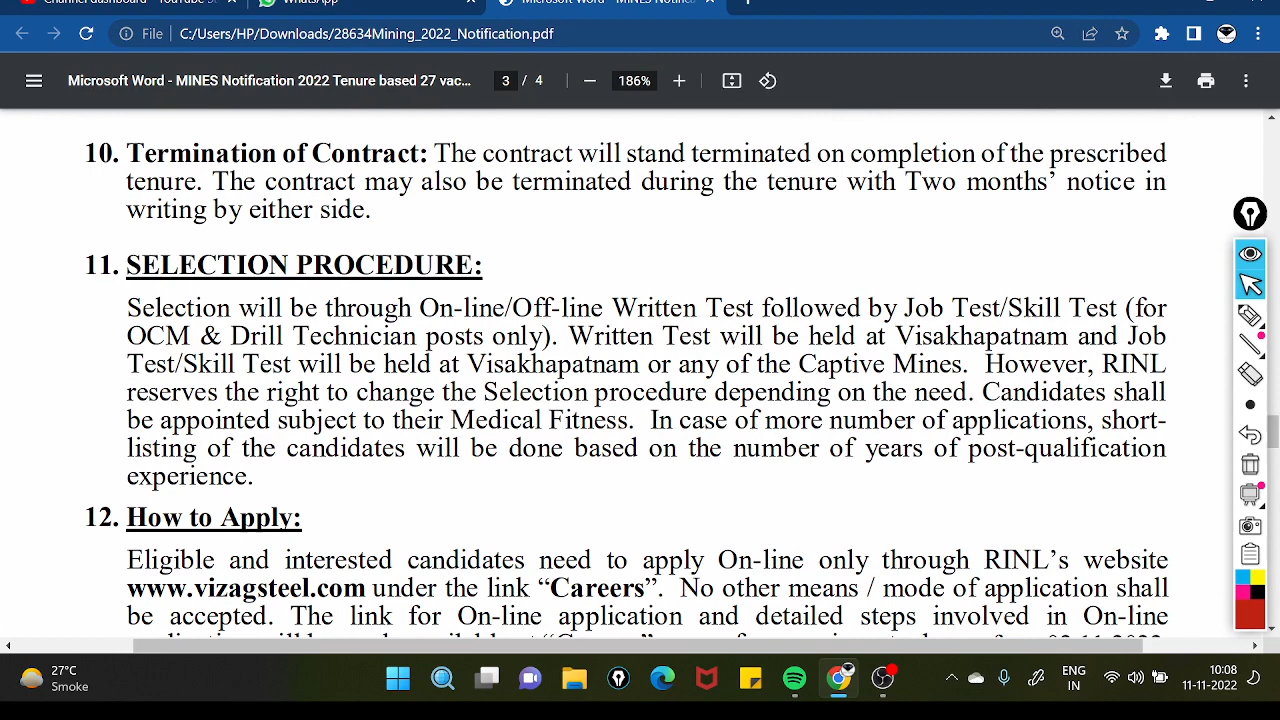 WhatsApp
File C:/Users/HP/Downloads/28634Mining_2022_Notification.pdf
Microsoft Word - MINES Notification 2022 Tenure based 27 vac... 3 / 4 186%
10. Termination of Contract: The contract will stand terminated on completion of the prescribed
tenure. The contract may also be terminated during the tenure with Two months’ notice in
writing by either side.
11. SELECTION PROCEDURE:
Selection will be through On-line/Off-line Written Test followed by Job Test/Skill Test (for
OCM & Drill Technician posts only). Written Test will be held at Visakhapatnam and Job
Test/Skill Test will be held at Visakhapatnam or any of the Captive Mines. However, RINL
reserves the right to change the Selection procedure depending on the need. Candidates shall
be appointed subject to their Medical Fitness. In case of more number of applications, short-
listing of the candidates will be done based on the number of years of post-qualification
experience.
12. How to Apply:
Eligible and interested candidates need to apply On-line only through RINL’s website
www.vizagsteel.com under the link “Careers”. No other means / mode of application shall
be accepted. The link for On-line application and detailed steps involved in On-line
27°C
Smoke
ENG
IN
10:08
11-11-2022